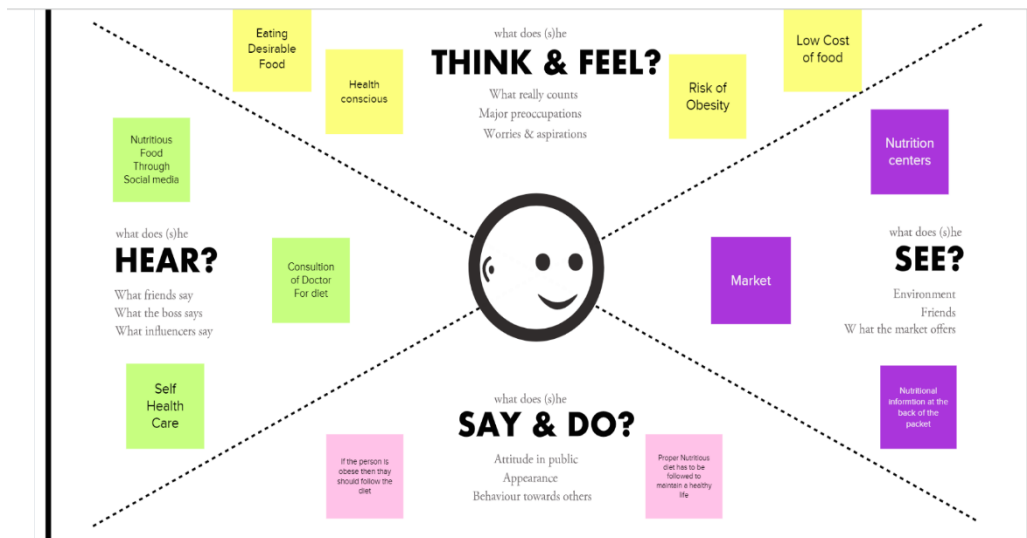 Eating
Desirable
Food
Health
conscious
what does (s)he
THINK & FEEL?
What really counts
Major preoccupations
Worries & aspirations
Risk of
Obesity
Low Cost
of food
Nutritious
Food
Through
Social media
what does (s)he
HEAR?
What friends say
What the boss says
What influencers say
Consultion
of Doctor
For diet
Self
Health
Care
Nutrition
centers
Market
what does (s)he
SEE?
Environment
Friends
W hat the market offers
Nutritional
informtion at the
back of the
packet
what does (s)he
SAY & DO?
Attitude in public
Appearance
Behaviour towards others
If the person is
obese then thay
should follow the
diet
Proper Nutritious
diet has to be
followed to
maintain a healthy
life